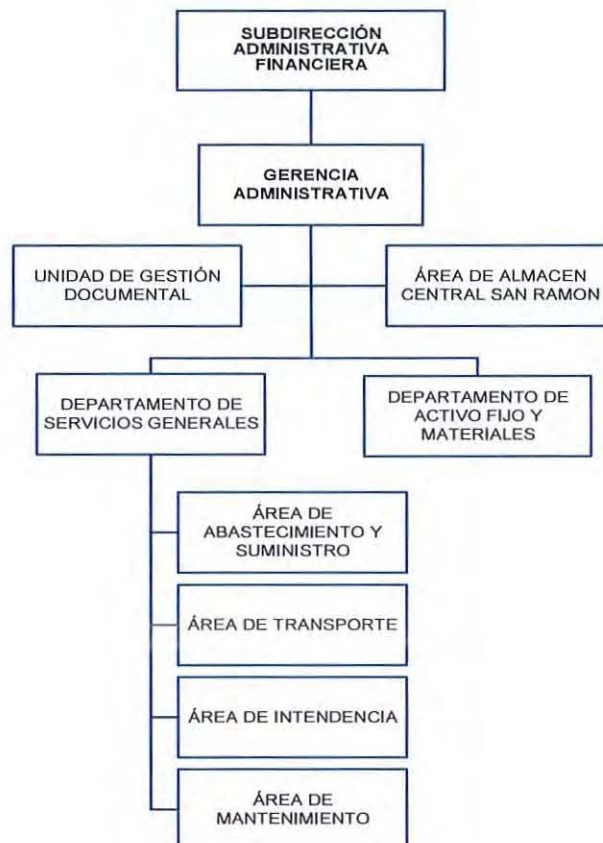 SUBDIRECCIÓN
ADMINISTRATIVA
FINANCIERA
GERENCIA
ADMINISTRATIVA
UNIDAD DE GESTIÓN
DOCUMENTAL
ÁREA DE ALMACEN
CENTRAL SAN RAMON
DEPARTAMENTO DE
SERVICIOS GENERALES
DEPARTAMENTO DE
ACTIVO FIJO Y
MATERIALES
ÁREA DE
ABASTECIMIENTO Y
SUMINISTRO
ÁREA DE TRANSPORTE
ÁREA DE INTENDENCIA
ÁREA DE
MANTENIMIENTO